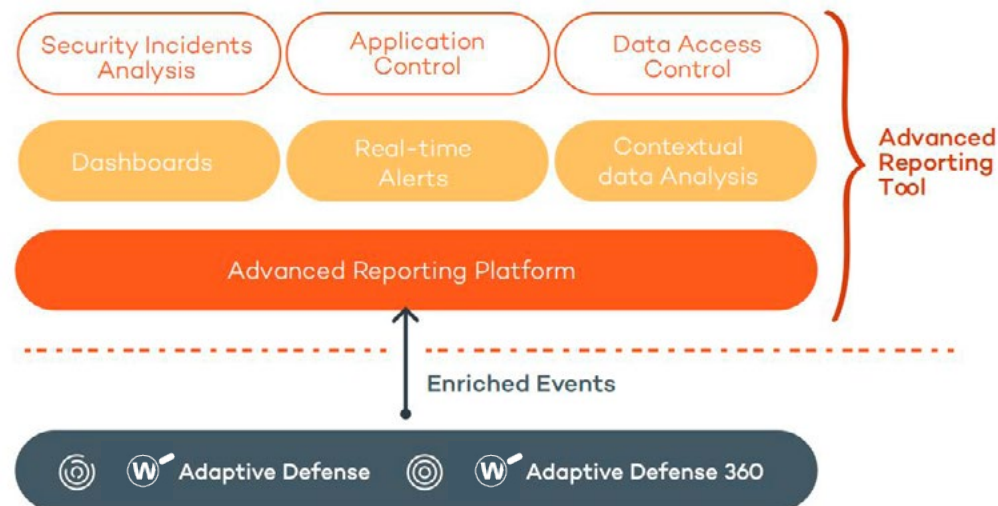 Security Incidents
Analysis
Application
Control
Data Access
Control
Dashboards
Real-time
Alerts
Contextual
data Analysis
Advanced
Reporting
Tool
Advanced Reporting Platform
Enriched Events
W Adaptive Defense
W Adaptive Defense 360